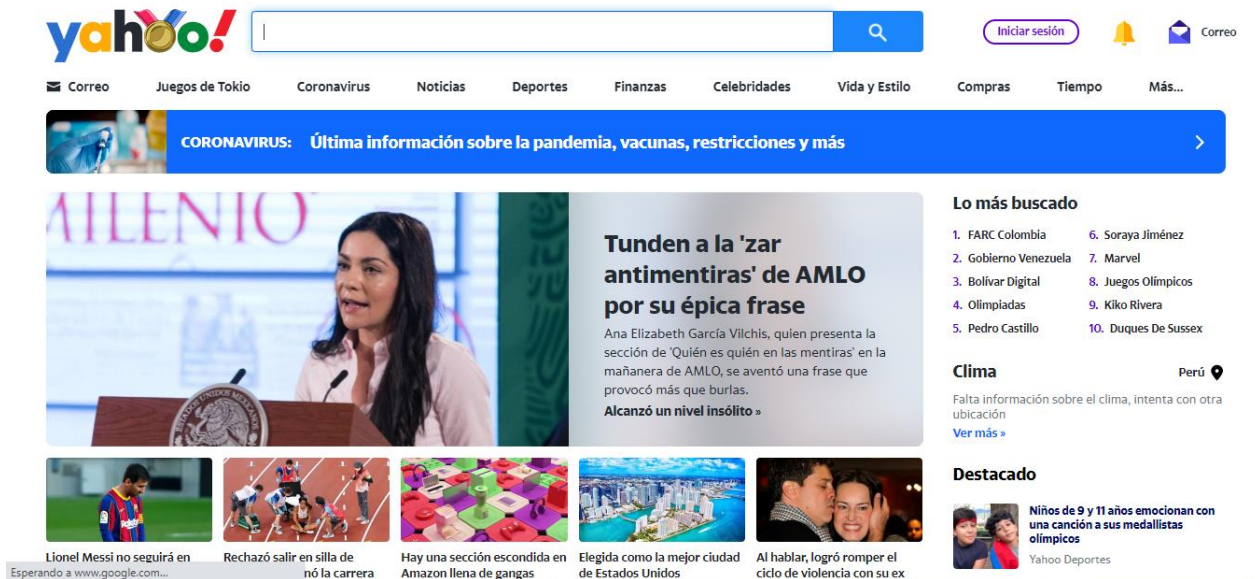 yahoo!
Iniciar sesión
Correo
Correo
Juegos de Tokio
Coronavirus
Noticias
Deportes
Finanzas
Celebridades
Vida y Estilo
Compras
Tiempo
Más...
CORONAVIRUS: Última información sobre la pandemia, vacunas, restricciones y más
MILENIO
ESTADOS UNIDOS MEXICANOS
Tunden a la 'zar
antimentiras' de AMLO
por su épica frase
Ana Elizabeth García Vilchis, quien presenta la
sección de 'Quién es quién en las mentiras' en la
mañanera de AMLO, se aventó una frase que
provocó más que burlas.
Alcanzó un nivel insólito »
Lionel Messi no seguirá en
Rechazó salir en silla de
nó la carrera
Hay una sección escondida en
Amazon llena de gangas
Elegida como la mejor ciudad
de Estados Unidos
Al hablar, logró romper el
ciclo de violencia con su ex
Lo más buscado
1. FARC Colombia
2. Gobierno Venezuela
3. Bolívar Digital
4. Olimpiadas
5. Pedro Castillo
6. Soraya Jiménez
7. Marvel
8. Juegos Olímpicos
9. Kiko Rivera
10. Duques De Sussex
Clima
Perú
Falta información sobre el clima, intenta con otra
ubicación
Ver más »
Destacado
Niños de 9 y 11 años emocionan con
una canción a sus medallistas
olímpicos
Yahoo Deportes
Esperando a www.google.com...